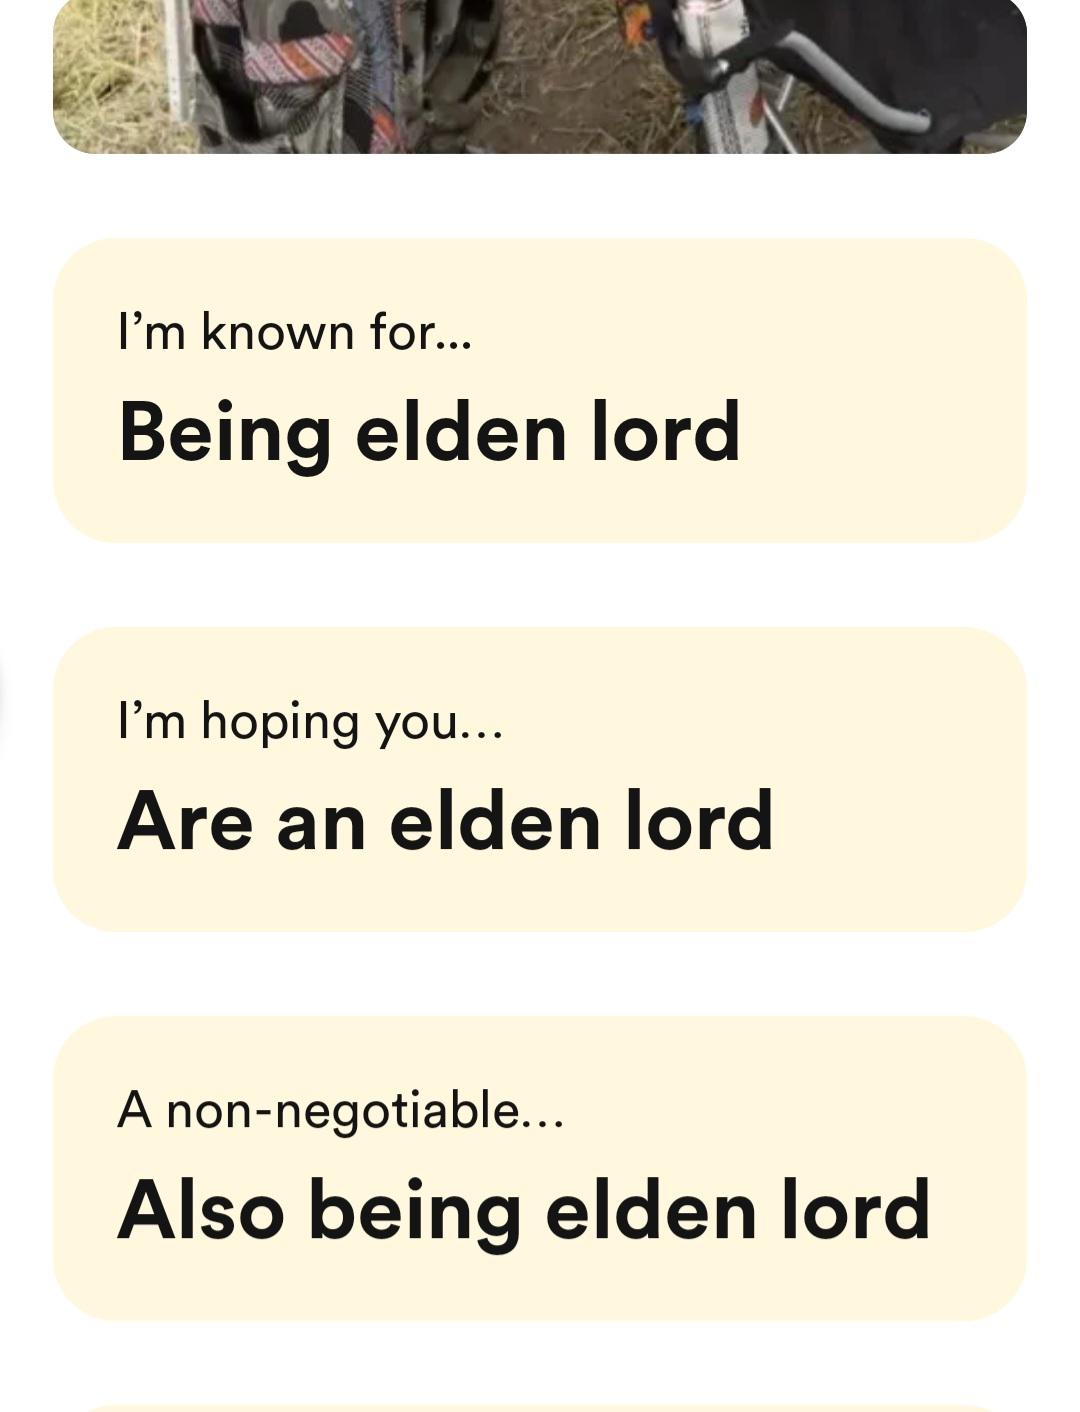 I’m known for...
Being elden lord
I’m hoping you…
Are an elden lord
A non-negotiable…
Also being elden lord